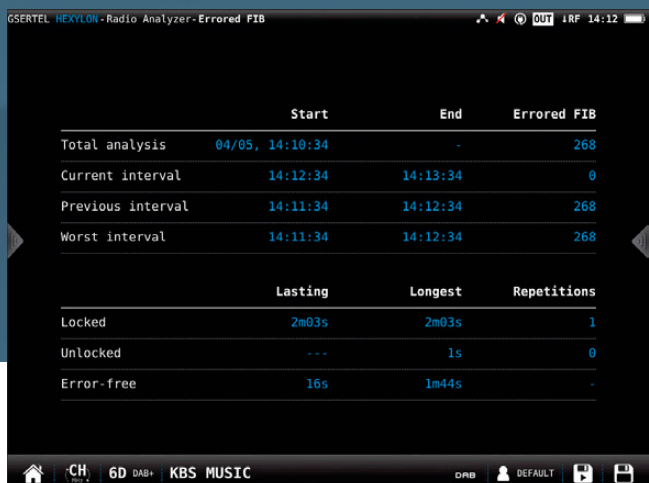 GSERTEL HEXYLON-Radio Analyzer-Errored FIB OUT ↓RF 14:12
Start End Errored FIB
Total analysis 04/05, 14:10:34 - 268
Current interval 14:12:34 14:13:34 0
Previous interval 14:11:34 14:12:34 268
Worst interval 14:11:34 14:12:34 268
Lasting Longest Repetitions
Locked 2m03s 2m03s 1
Unlocked --- 1s 0
Error-free 16s 1m44s -
CH 6D DAB+ KBS MUSIC DAB DEFAULT